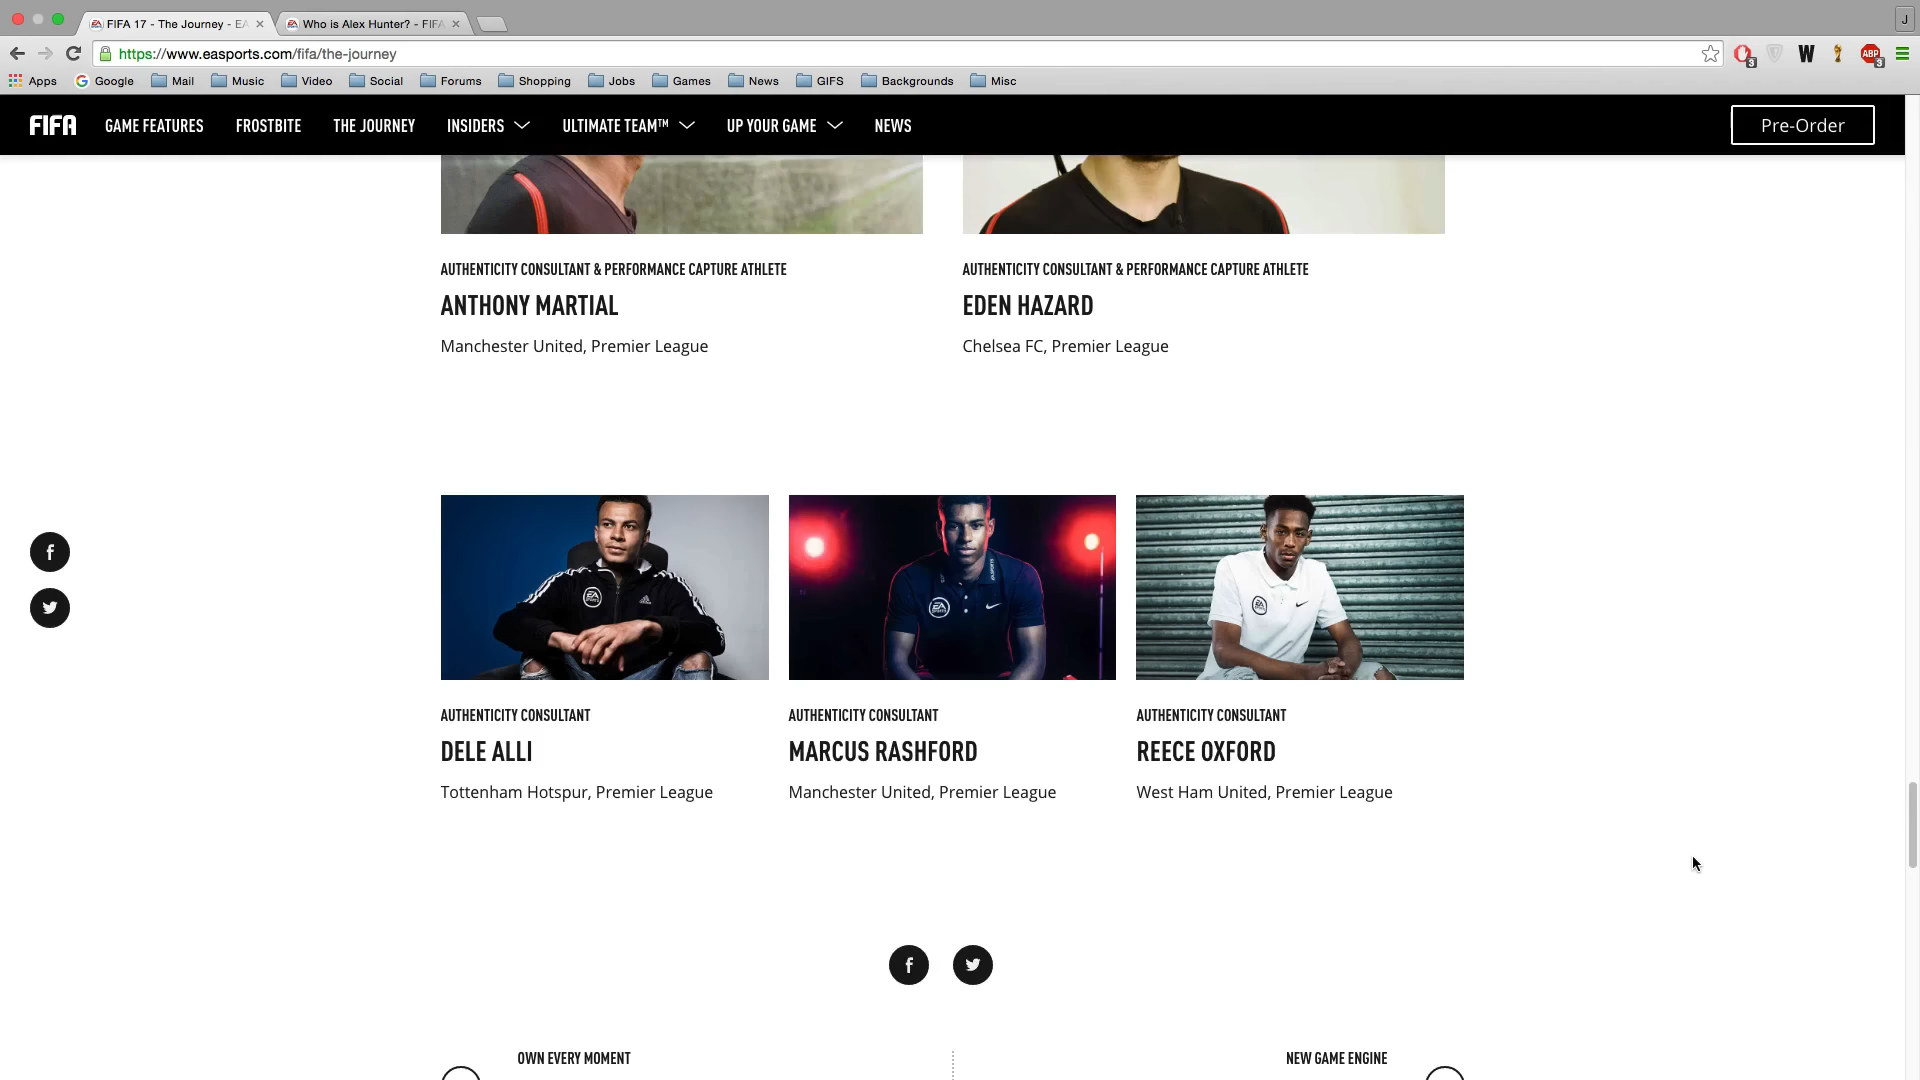 FIFA 17 - The Journey - EA
Who is Alex Hunter? - FIFA
J
https://www.easports.com/fifa/the-journey
W
ABP
3
3
Apps Google Mail Music Video Social Forums Shopping Jobs Games News GIFS Backgrounds Misc
FIFA GAME FEATURES FROSTBITE THE JOURNEY INSIDERS ULTIMATE TEAM™ UP YOUR GAME NEWS Pre-Order
AUTHENTICITY CONSULTANT & PERFORMANCE CAPTURE ATHLETE
ANTHONY MARTIAL
Manchester United, Premier League
AUTHENTICITY CONSULTANT & PERFORMANCE CAPTURE ATHLETE
EDEN HAZARD
Chelsea FC, Premier League
AUTHENTICITY CONSULTANT
DELE ALLI
Tottenham Hotspur, Premier League
AUTHENTICITY CONSULTANT
MARCUS RASHFORD
Manchester United, Premier League
AUTHENTICITY CONSULTANT
REECE OXFORD
West Ham United, Premier League
OWN EVERY MOMENT
NEW GAME ENGINE